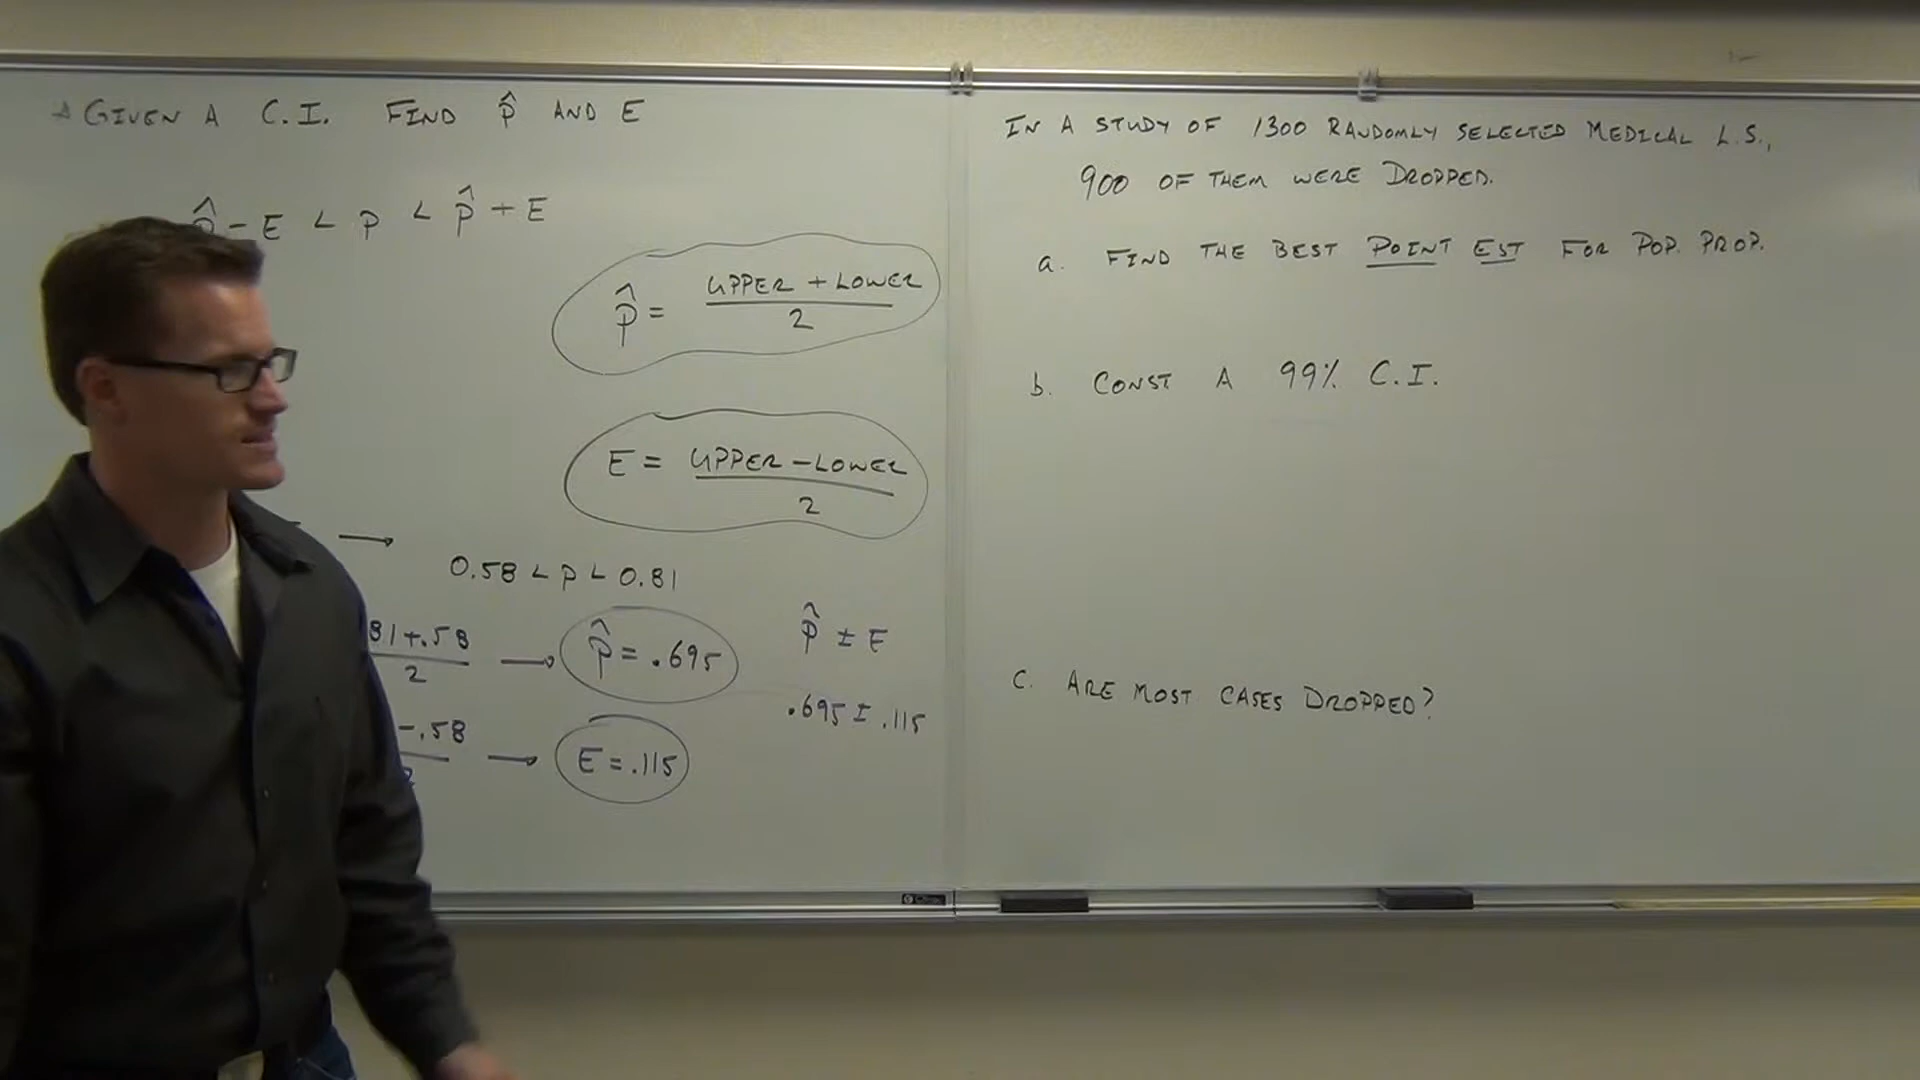 GIVEN A C.I. FIND p̂ AND E
p̂ - E < p < p̂ + E
p̂ = UPPER + LOWER
2
E = UPPER - LOWER
2
→
0.58 < p < 0.81
81+.58
2
→ p̂ = .695
-.58
2
→ E = .115
p̂ ± E
.695 ± .115
IN A STUDY OF 1300 RANDOMLY SELECTED MEDICAL L.S.,
900 OF THEM WERE DROPPED.
a. FIND THE BEST POINT EST FOR POP. PROP.
b. CONST A 99% C.I.
c. ARE MOST CASES DROPPED?